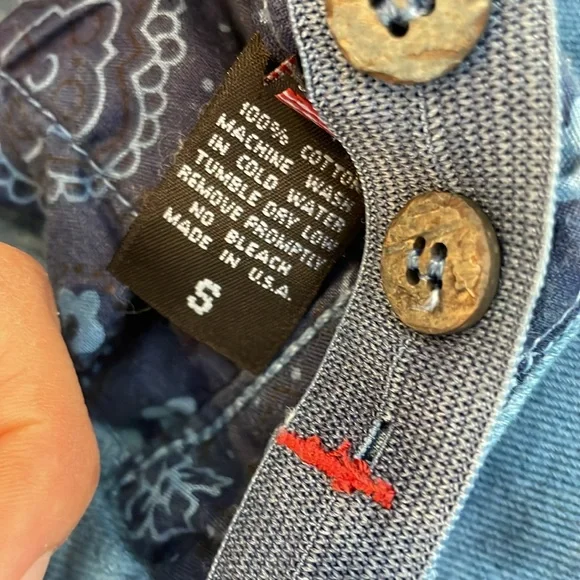 100% COTTON
MACHINE WASH
IN COLD WATER
TUMBLE DRY LOW
REMOVE PROMPTLY
NO BLEACH
MADE IN U.S.A.
S